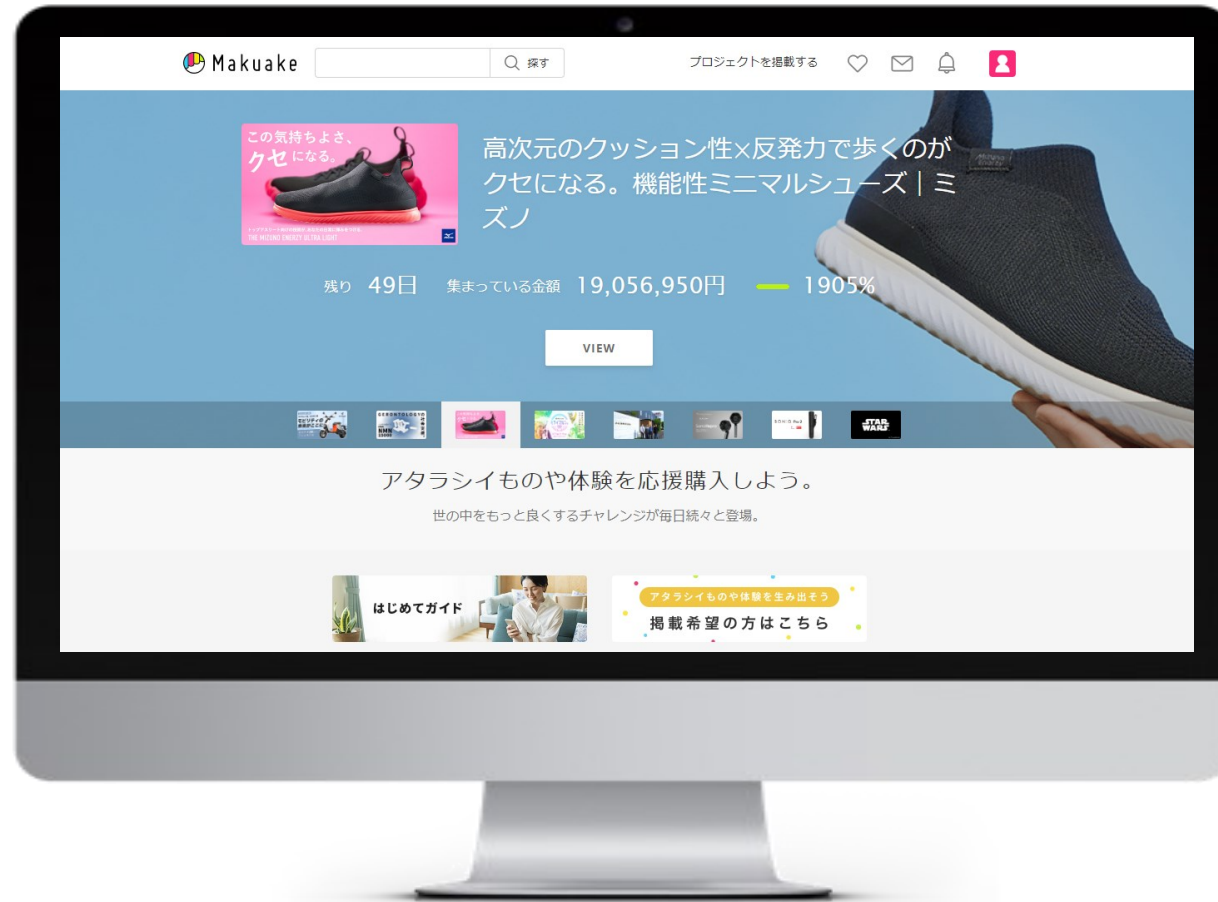 Makuake
探す
プロジェクトを掲載する
この気持ちよさ、
クセになる。
THE MIZUNO ENERZY ULTRA LIGHT
高次元のクッション性×反発力で歩くのが
クセになる。機能性ミニマルシューズ｜ミ
ズノ
残り 49日 集まっている金額 19,056,950円 1905%
VIEW
STAR
WARS
アタラシイものや体験を応援購入しよう。
世の中をもっと良くするチャレンジが毎日続々と登場。
はじめてガイド
アタラシイものや体験を生み出そう
掲載希望の方はこちら